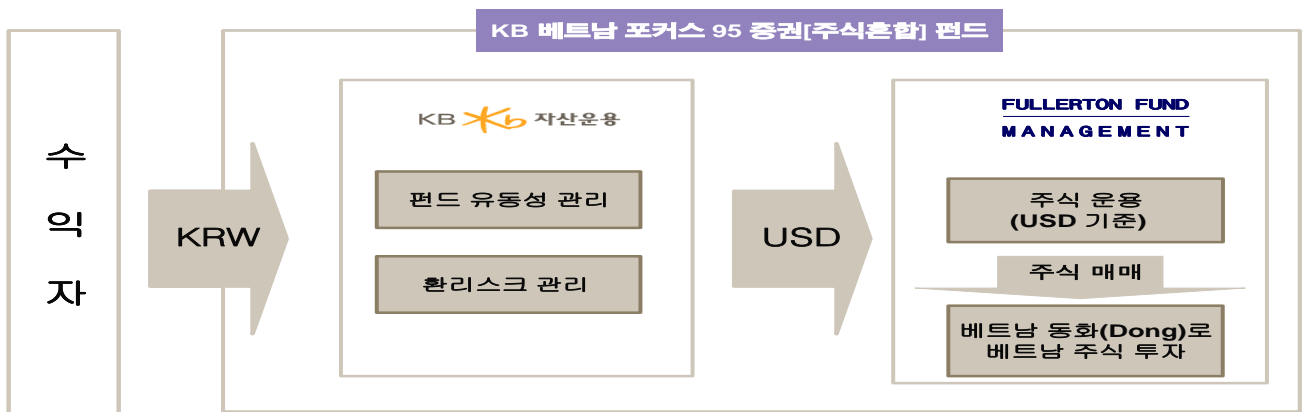 KB 베트남 포커스 95 증권[주식혼합] 펀드
수
익
자
KRW
KB Kb 자산운용
펀드 유동성 관리
환리스크 관리
USD
FULLERTON FUND
MANAGEMENT
주식 운용
(USD 기준)
주식 매매
베트남 동화(Dong)로
베트남 주식 투자